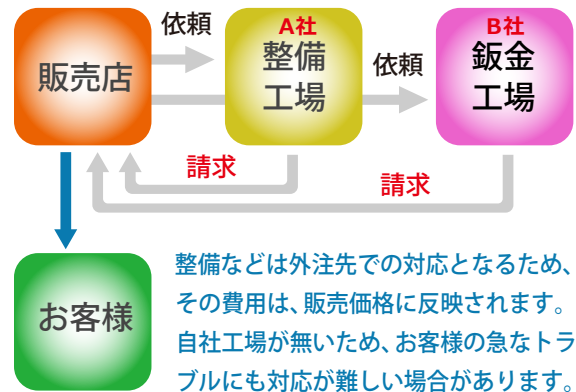 販売店
依頼
A社
整備
工場
依頼
B社
鈑金
工場
請求
請求
お客様
整備などは外注先での対応となるため、
その費用は、販売価格に反映されます。
自社工場が無いため、お客様の急なトラ
ブルにも対応が難しい場合があります。